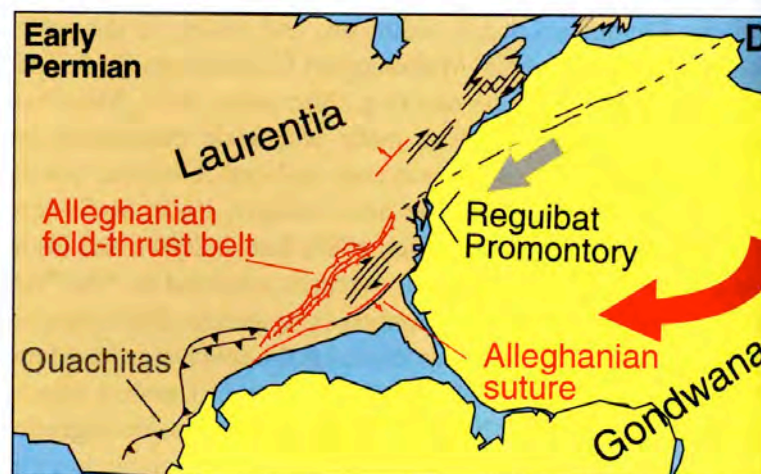 Early
Permian
D
Laurentia
Alleghanian
fold-thrust belt
Reguibat
Promontory
Ouachitas
Alleghanian
suture
Gondwana